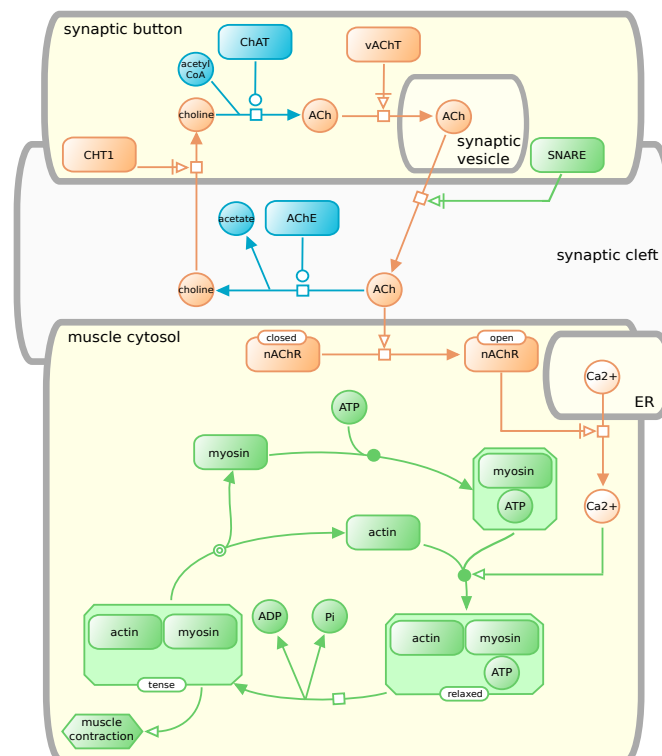 synaptic button
ChAT
vAChT
acetyl
CoA
choline
ACh
ACh
synaptic
vesicle
CHT1
SNARE
acetate
AChE
synaptic cleft
choline
ACh
muscle cytosol
closed
nAChR
open
nAChR
Ca2+
ER
ATP
myosin
myosin
ATP
Ca2+
actin
ADP
Pi
actin
myosin
tense
actin
myosin
ATP
relaxed
muscle
contraction